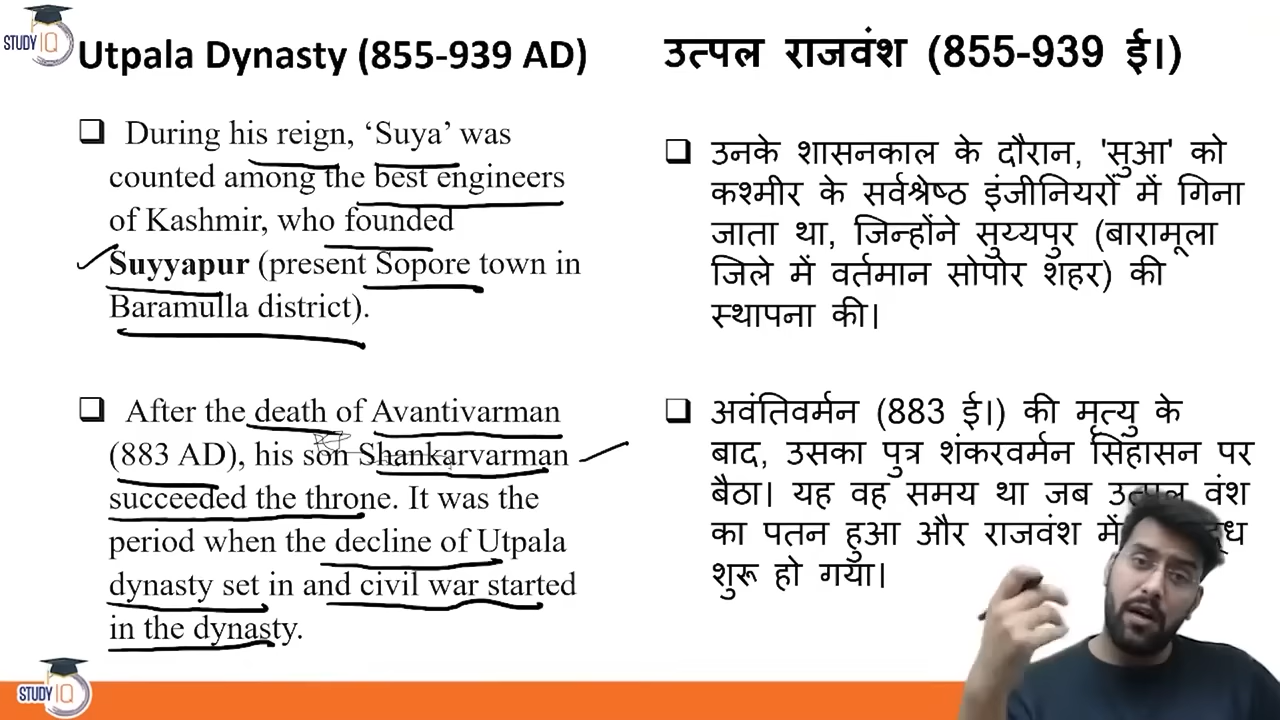 STUDY IQ
Utpala Dynasty (855-939 AD)
❑ During his reign, ‘Suya’ was
counted among the best engineers
of Kashmir, who founded
Suyyapur (present Sopore town in
Baramulla district).
❑ After the death of Avantivarman
(883 AD), his son Shankarvarman
succeeded the throne. It was the
period when the decline of Utpala
dynasty set in and civil war started
in the dynasty.
उत्पल राजवंश (855-939 ई।)
❑ उनके शासनकाल के दौरान, 'सुआ' को
कश्मीर के सर्वश्रेष्ठ इंजीनियरों में गिना
जाता था, जिन्होंने सुय्यपुर (बारामूला
जिले में वर्तमान सोपोर शहर) की
स्थापना की।
❑ अवंतिवर्मन (883 ई।) की मृत्यु के
बाद, उसका पुत्र शंकरवर्मन सिंहासन पर
बैठा। यह वह समय था जब उत्पल वंश
का पतन हुआ और राजवंश में
शुरू हो गया।
STUDY IQ